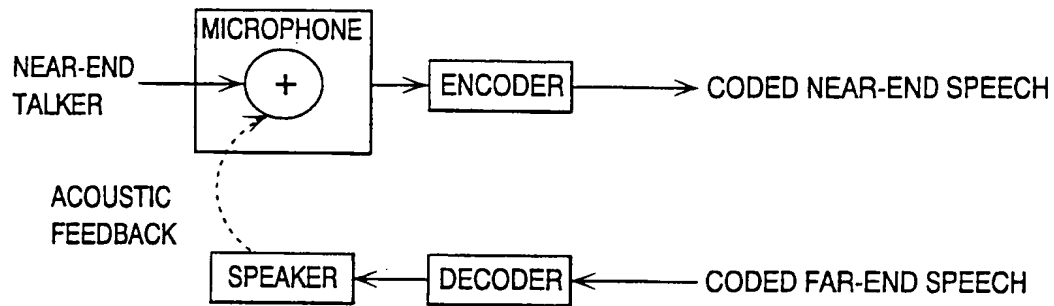 MICROPHONE
NEAR-END
TALKER
+
ENCODER
CODED NEAR-END SPEECH
ACOUSTIC
FEEDBACK
SPEAKER
DECODER
CODED FAR-END SPEECH